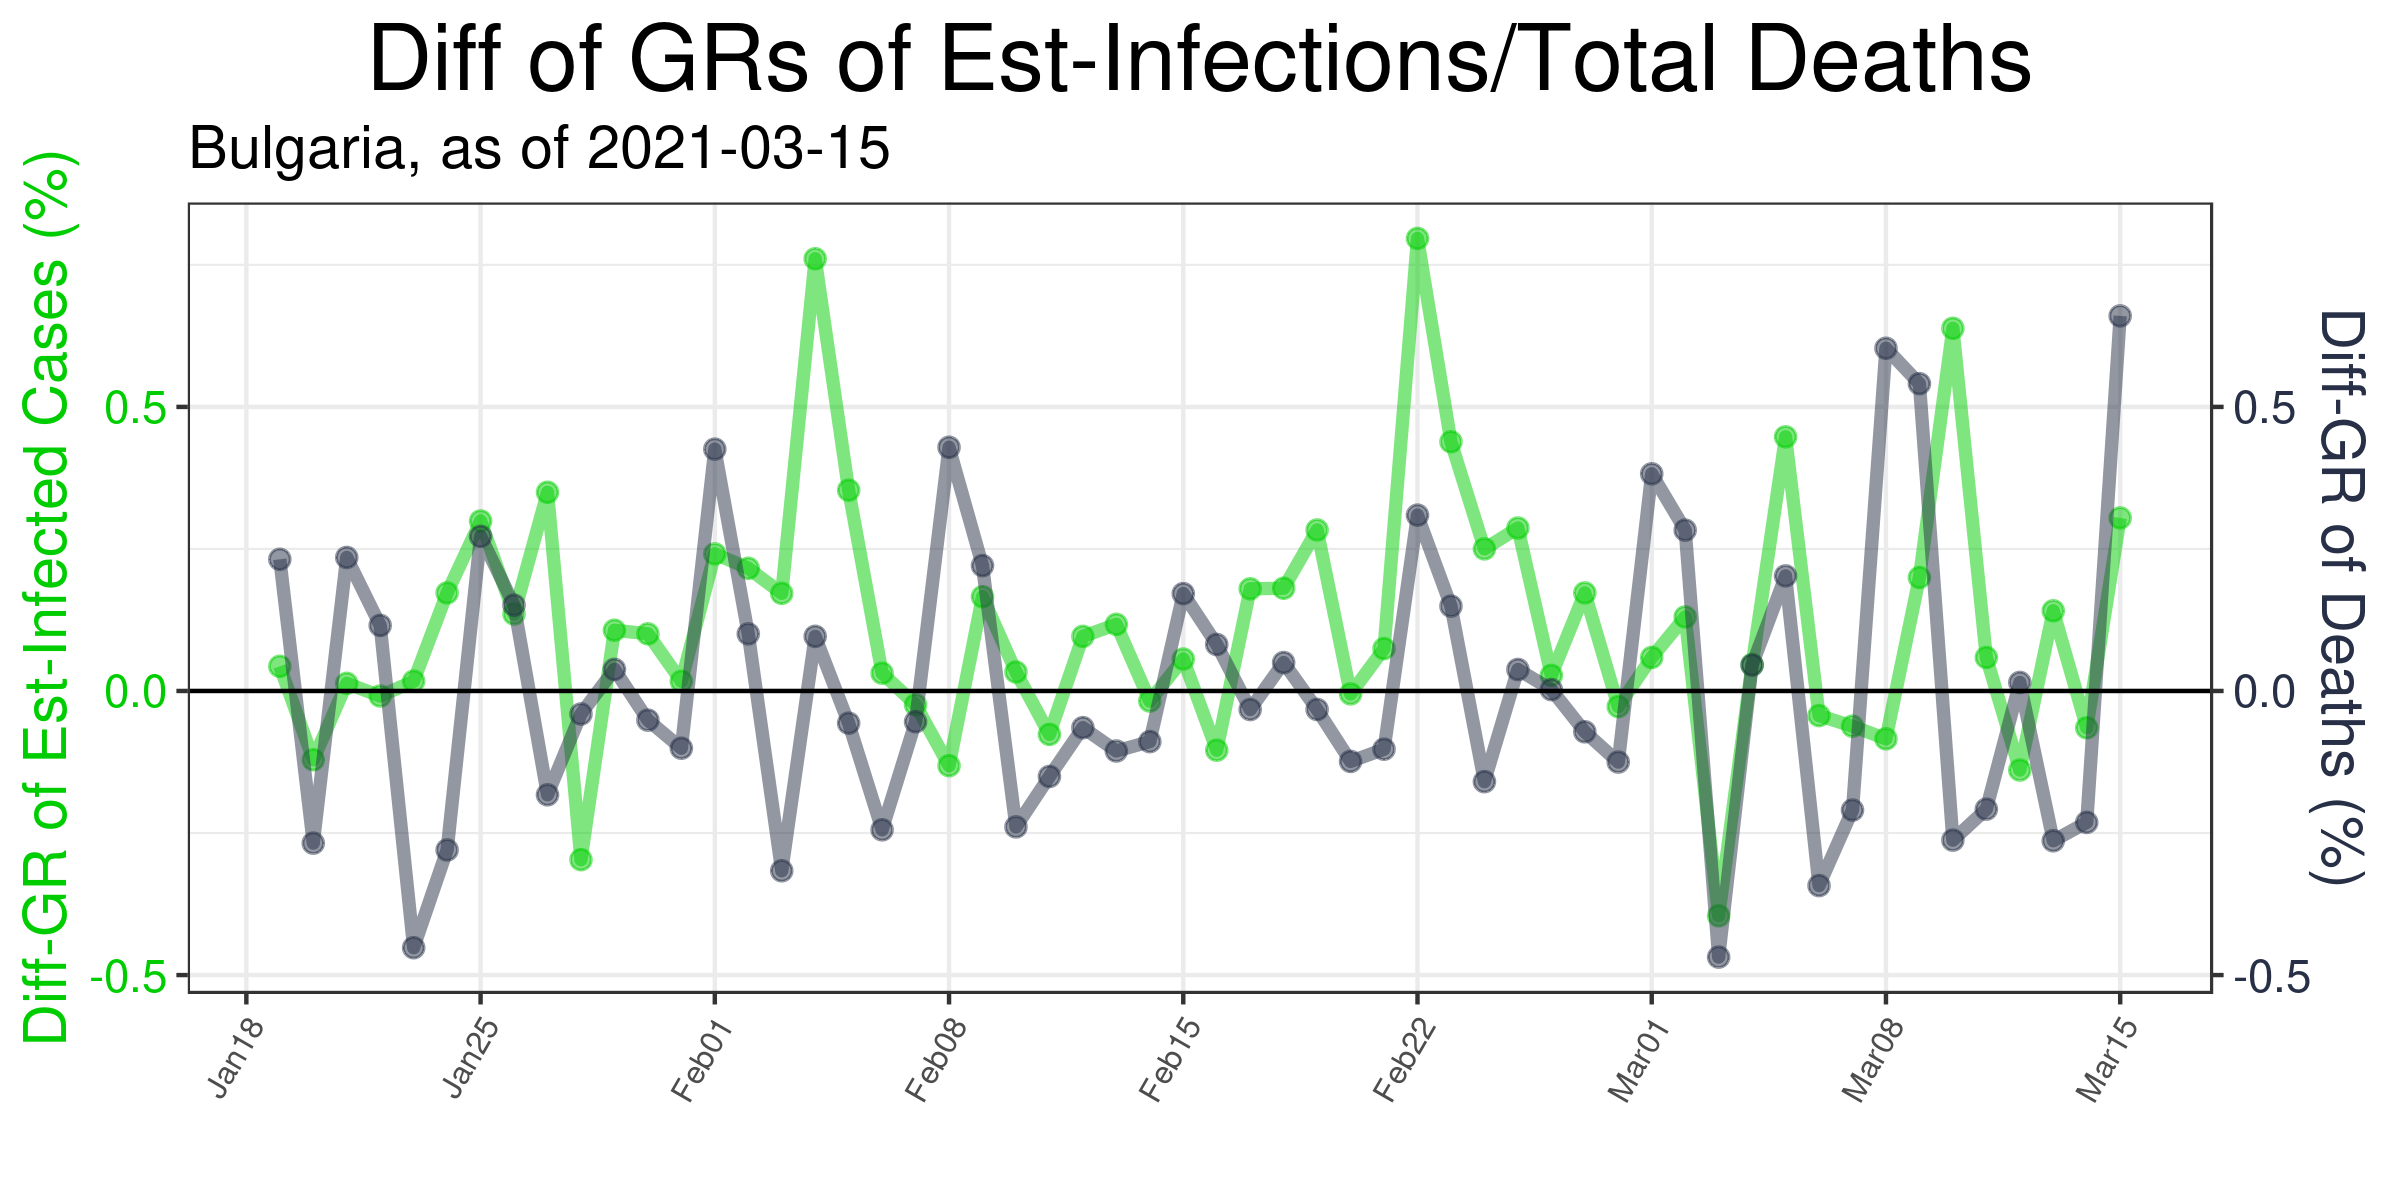 Diff of GRs of Est-Infections/Total Deaths
Bulgaria, as of 2021-03-15
Diff-GR of Est-Infected Cases (%)
0.5
0.0
-0.5
0.5
0.0
-0.5
Diff-GR of Deaths (%)
Jan18
Jan25
Feb01
Feb08
Feb15
Feb22
Mar01
Mar08
Mar15